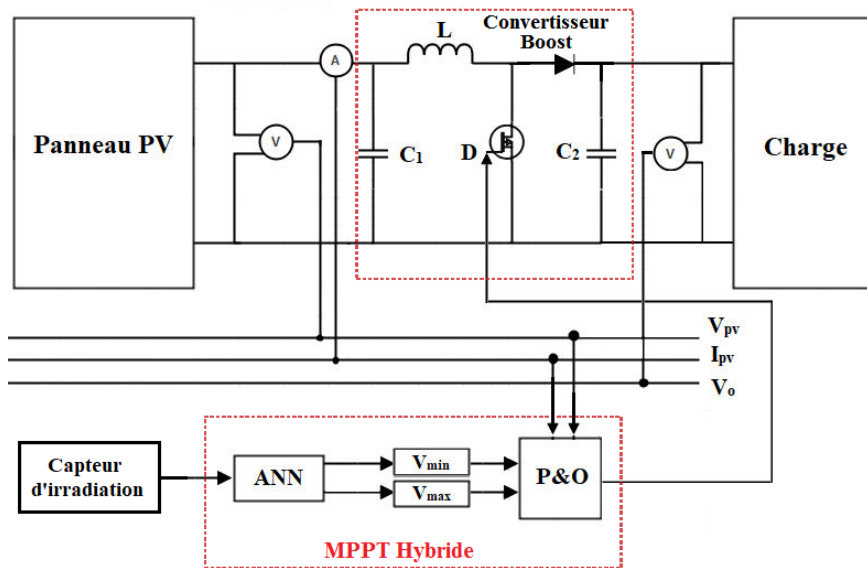 Convertisseur
Boost
L
A
Panneau PV
V
C1
D
C2
V
Charge
Vpv
Ipv
Vo
Capteur
d'irradiation
ANN
Vmin
Vmax
P&O
MPPT Hybride